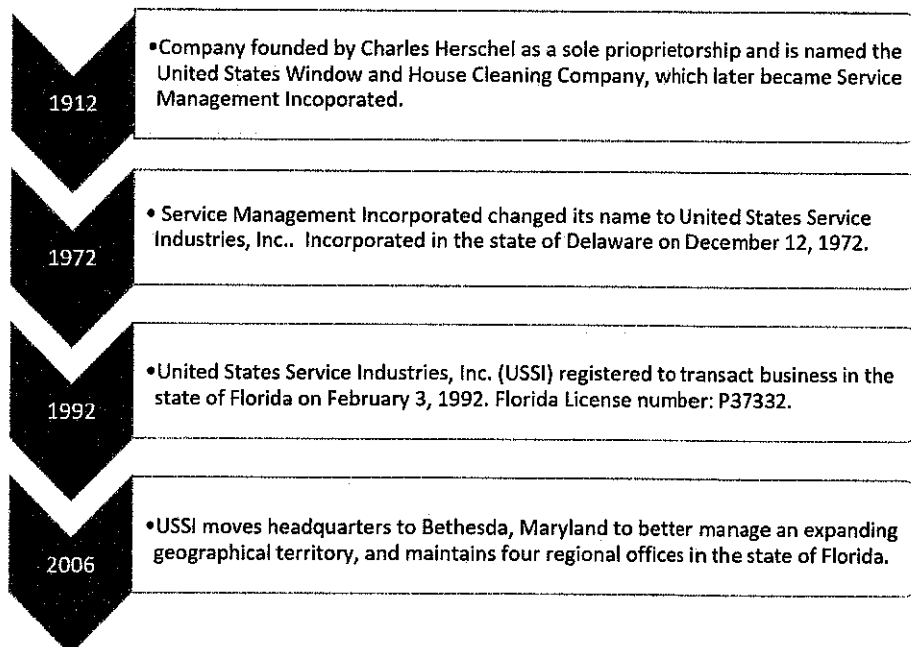 •Company founded by Charles Herschel as a sole prioprietorship and is named the
United States Window and House Cleaning Company, which later became Service
Management Incoporated.
1912
• Service Management Incorporated changed its name to United States Service
Industries, Inc.. Incorporated in the state of Delaware on December 12, 1972.
1972
•United States Service Industries, Inc. (USSI) registered to transact business in the
state of Florida on February 3, 1992. Florida License number: P37332.
1992
•USSI moves headquarters to Bethesda, Maryland to better manage an expanding
geographical territory, and maintains four regional offices in the state of Florida.
2006